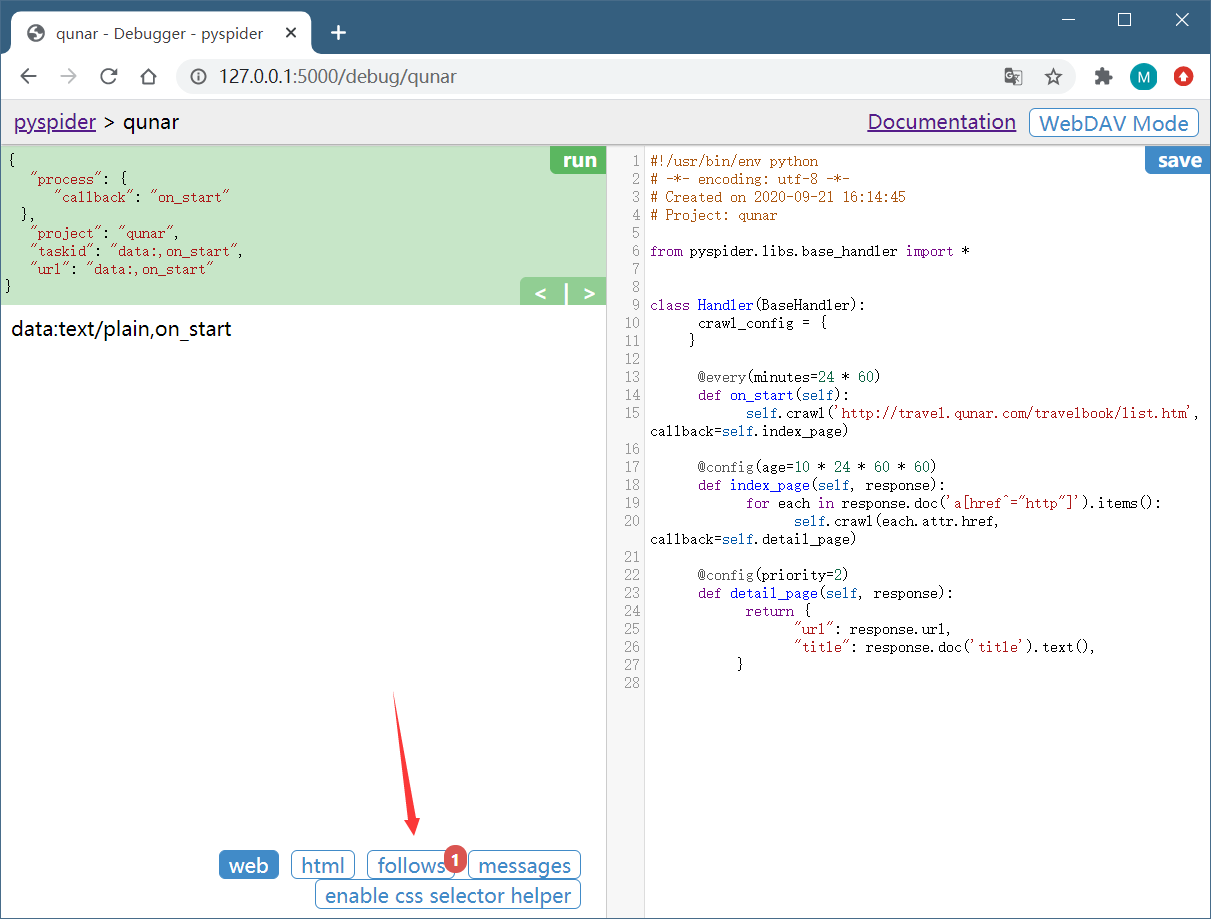 qunar - Debugger - pyspider
127.0.0.1:5000/debug/qunar
M
pyspider > qunar
Documentation
WebDAV Mode
{
"process": {
"callback": "on_start"
},
"project": "qunar",
"taskid": "data:,on_start",
"url": "data:,on_start"
}
run
< | >
data:text/plain,on_start
web
html
follows
1
messages
enable css selector helper
save
1 #!/usr/bin/env python
2 # -*- encoding: utf-8 -*-
3 # Created on 2020-09-21 16:14:45
4 # Project: qunar
5
6 from pyspider.libs.base_handler import *
7
8
9 class Handler(BaseHandler):
10 crawl_config = {
11 }
12
13 @every(minutes=24 * 60)
14 def on_start(self):
15 self.crawl('http://travel.qunar.com/travelbook/list.htm',
callback=self.index_page)
16
17 @config(age=10 * 24 * 60 * 60)
18 def index_page(self, response):
19 for each in response.doc('a[href^="http"]').items():
20 self.crawl(each.attr.href,
callback=self.detail_page)
21
22 @config(priority=2)
23 def detail_page(self, response):
24 return {
25 "url": response.url,
26 "title": response.doc('title').text(),
27 }
28